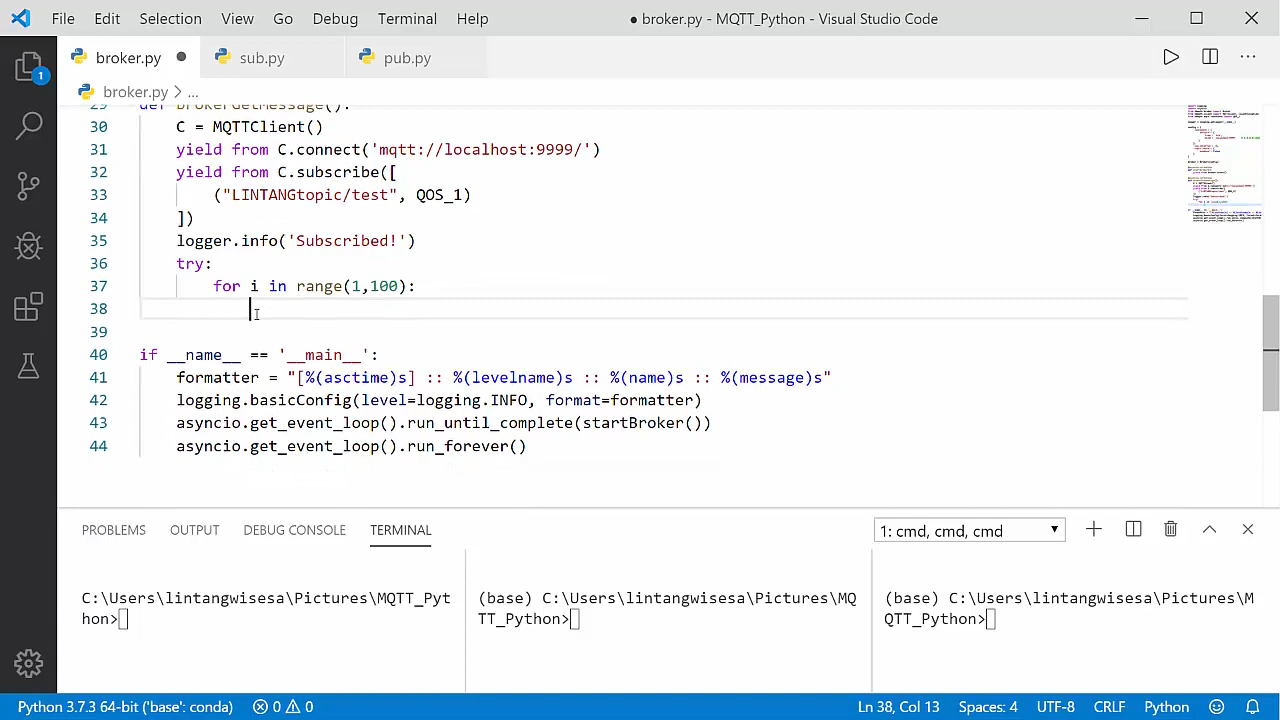 File Edit Selection View Go Debug Terminal Help ● broker.py - MQTT_Python - Visual Studio Code
broker.py ● sub.py pub.py
1
broker.py > ...
29 def brokerGetMessage():
30 C = MQTTClient()
31 yield from C.connect('mqtt://localhost:9999/')
32 yield from C.subscribe([
33 ("LINTANGtopic/test", QOS_1)
34 ])
35 logger.info('Subscribed!')
36 try:
37 for i in range(1,100):
38
39
40 if __name__ == '__main__':
41 formatter = "[%(asctime)s] :: %(levelname)s :: %(name)s :: %(message)s"
42 logging.basicConfig(level=logging.INFO, format=formatter)
43 asyncio.get_event_loop().run_until_complete(startBroker())
44 asyncio.get_event_loop().run_forever()
PROBLEMS OUTPUT DEBUG CONSOLE TERMINAL 1: cmd, cmd, cmd
C:\Users\lintangwisesa\Pictures\MQTT_Pyt
hon>
(base) C:\Users\lintangwisesa\Pictures\MQ
TT_Python>
(base) C:\Users\lintangwisesa\Pictures\M
QTT_Python>
Python 3.7.3 64-bit ('base': conda) 0 0 Ln 38, Col 13 Spaces: 4 UTF-8 CRLF Python